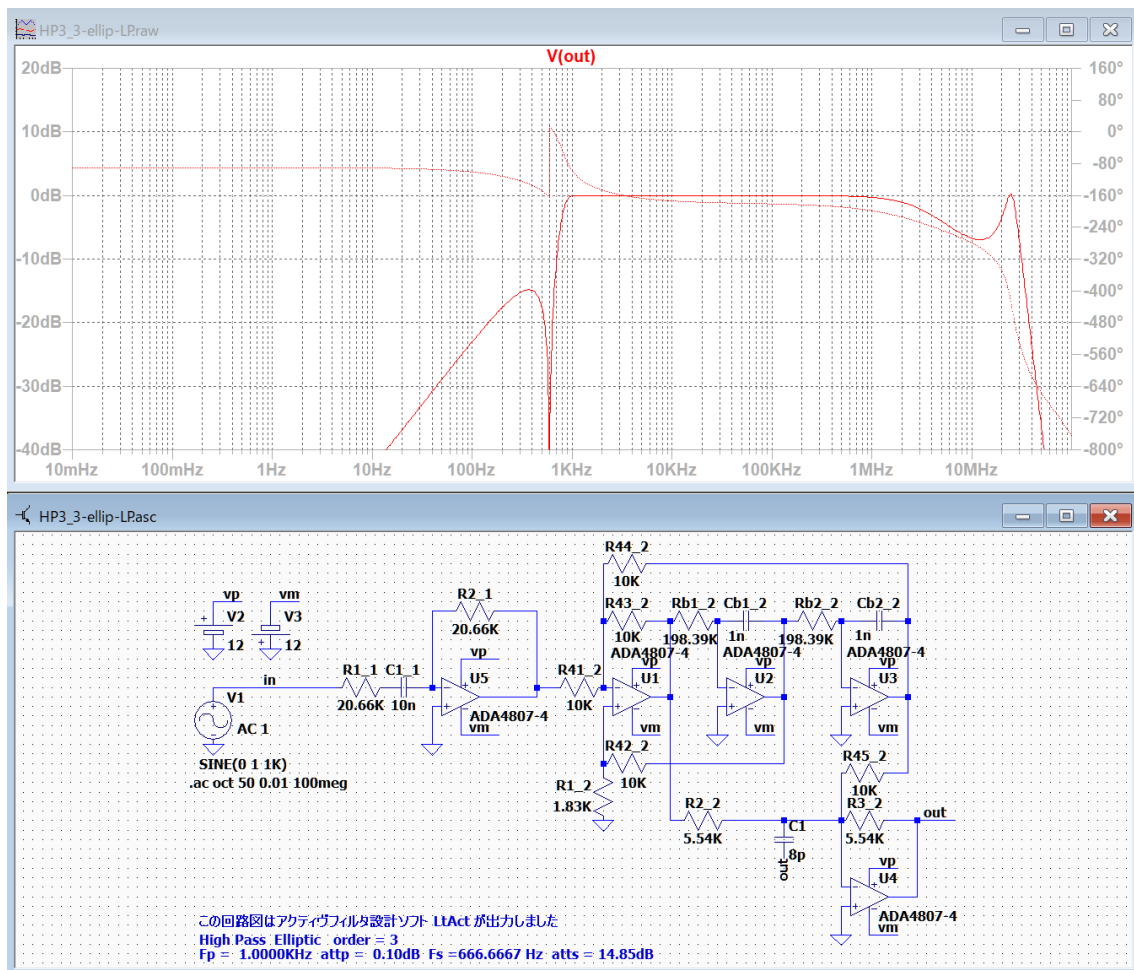 HP3_3-ellip-LP.raw
V(out)
20dB
10dB
0dB
-10dB
-20dB
-30dB
-40dB
160°
80°
0°
-80°
-160°
-240°
-320°
-400°
-480°
-560°
-640°
-720°
-800°
10mHz 100mHz 1Hz 10Hz 100Hz 1KHz 10KHz 100KHz 1MHz 10MHz
HP3_3-ellip-LP.asc
vp vm
V2 V3
12 12
in
V1
AC 1
SINE(0 1 1K)
.ac oct 50 0.01 100meg
R1_1 C1_1
20.66K 10n
R2_1
20.66K
vp
U5
ADA4807-4
vm
R41_2
10K
R44_2
10K
R43_2 Rb1_2 Cb1_2 Rb2_2 Cb2_2
10K 198.39K 1n 198.39K 1n
ADA4807-4 ADA4807-4 ADA4807-4
vp vp vp
U1 U2 U3
vm vm vm
R42_2
10K
R1_2
1.83K
R2_2
5.54K
C1
8p
out
R45_2
10K
R3_2
5.54K
out
vp
U4
ADA4807-4
vm
この回路図はアクティヴフィルタ設計ソフト LtAct が出力しました
High Pass Elliptic order = 3
Fp = 1.0000KHz attp = 0.10dB Fs =666.6667 Hz atts = 14.85dB